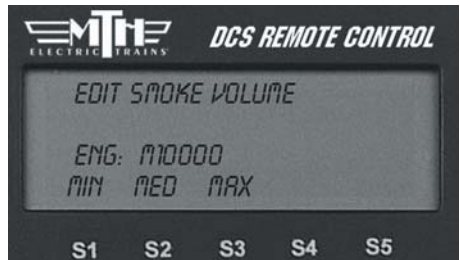 MTH
ELECTRIC TRAINS
DCS REMOTE CONTROL
EDIT SMOKE VOLUME
ENG: M10000
MIN MED MAX
S1 S2 S3 S4 S5